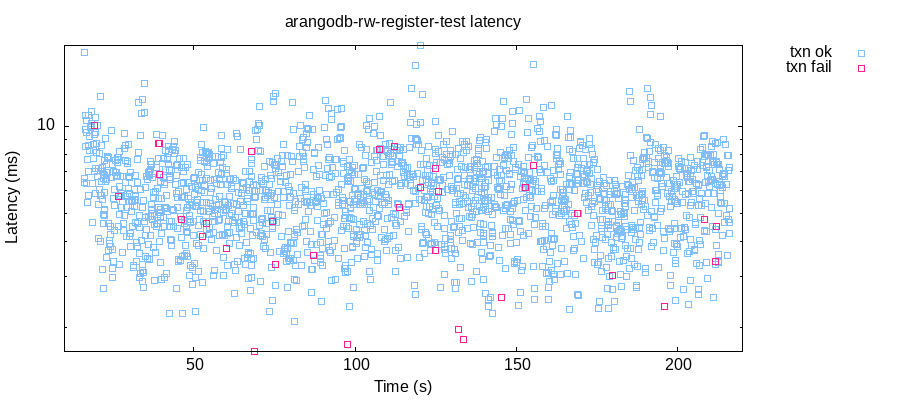 arangodb-rw-register-test latency
txn ok
txn fail
10
Latency (ms)
50
100
150
200
Time (s)